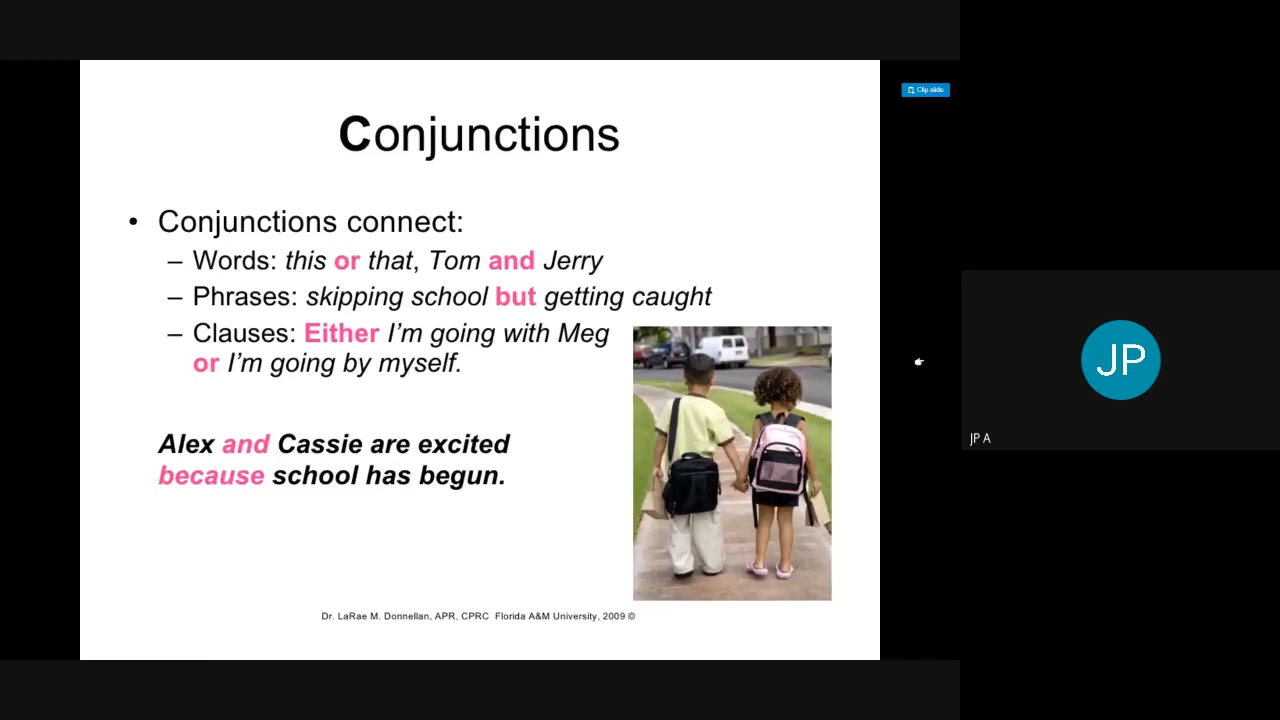 Clip slide
Conjunctions
• Conjunctions connect:
– Words: this or that, Tom and Jerry
– Phrases: skipping school but getting caught
– Clauses: Either I’m going with Meg
or I’m going by myself.
Alex and Cassie are excited
because school has begun.
Dr. LaRae M. Donnellan, APR, CPRC Florida A&M University, 2009 ©
JP
JP A